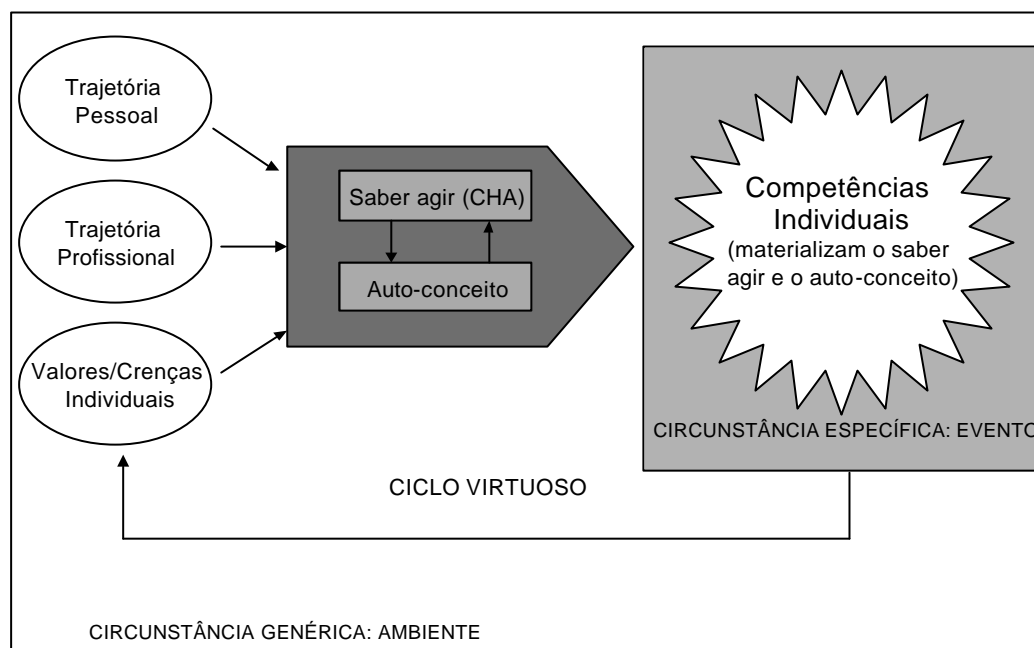 Trajetória
Pessoal
Trajetória
Profissional
Valores/Crenças
Individuais
Saber agir (CHA)
Auto-conceito
Competências
Individuais
(materializam o saber
agir e o auto-conceito)
CIRCUNSTÂNCIA ESPECÍFICA: EVENTO
CICLO VIRTUOSO
CIRCUNSTÂNCIA GENÉRICA: AMBIENTE